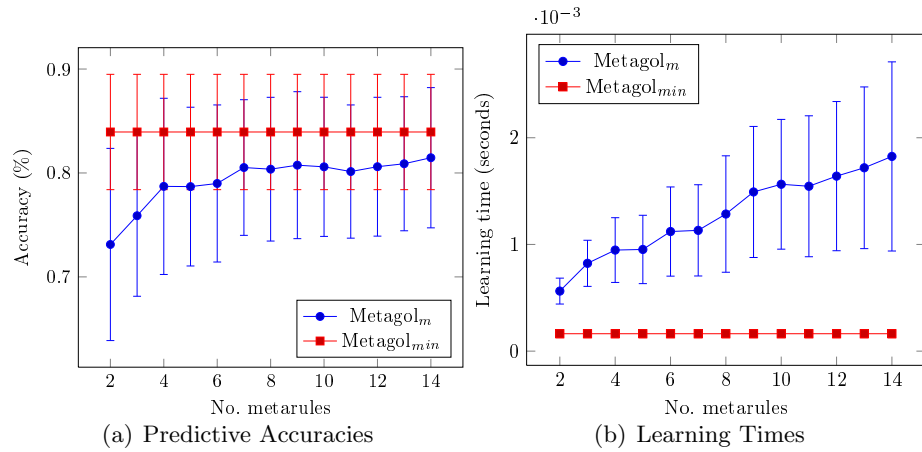 ·10⁻³
0.9
0.8
0.7
Accuracy (%)
Metagol_m
Metagol_min
2 4 6 8 10 12 14
No. metarules
(a) Predictive Accuracies
Metagol_m
Metagol_min
2
1
0
Learning time (seconds)
2 4 6 8 10 12 14
No. metarules
(b) Learning Times